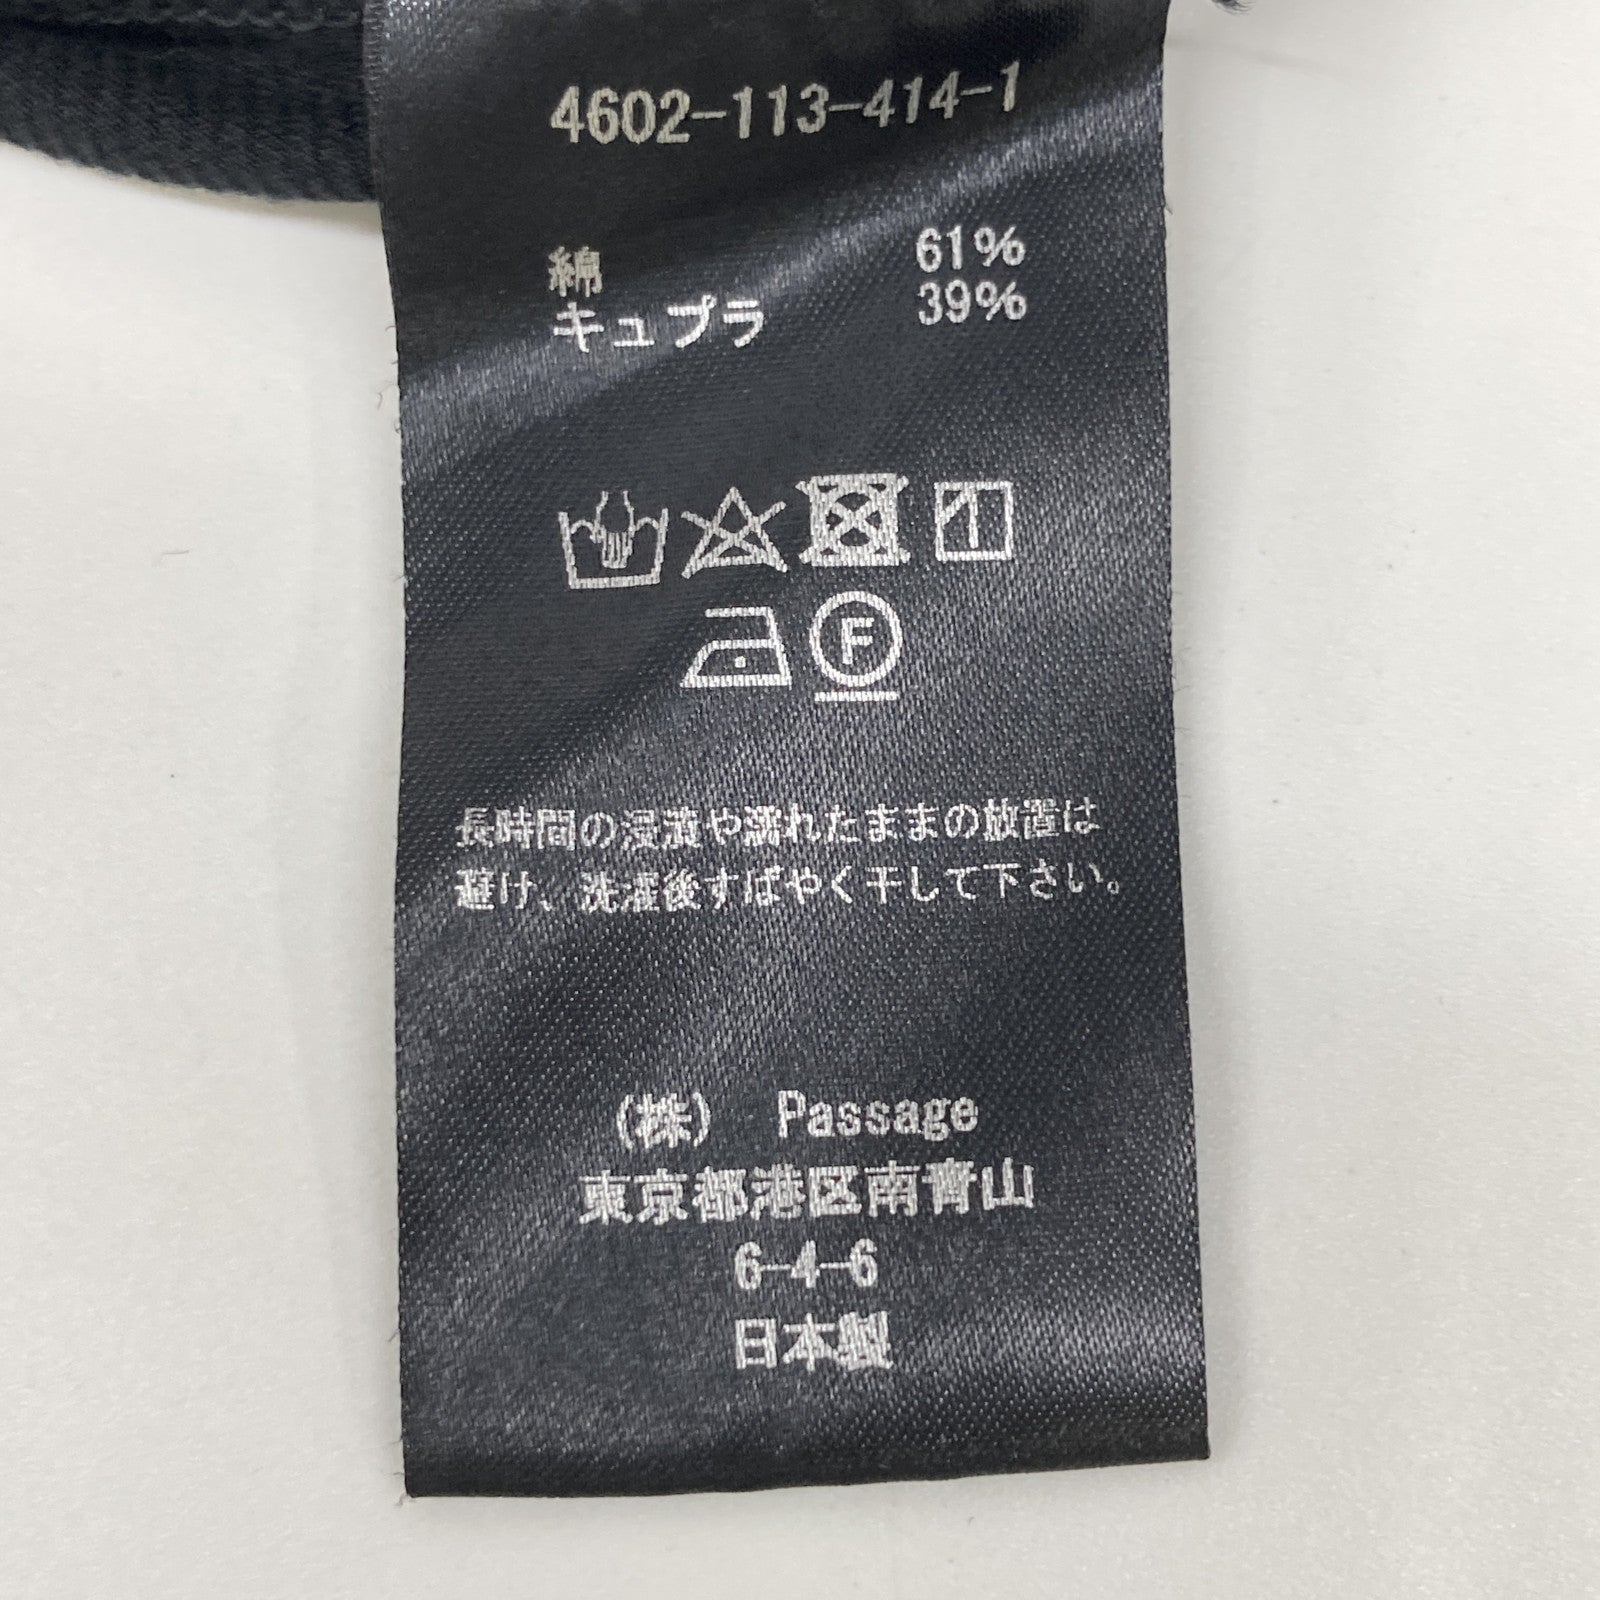 4602-113-414-1
綿 61%
キュプラ 39%
F
長時間の浸漬や濡れたままの放置は
避け、洗濯後すばやく干して下さい。
(株) Passage
東京都港区南青山
6-4-6
日本製